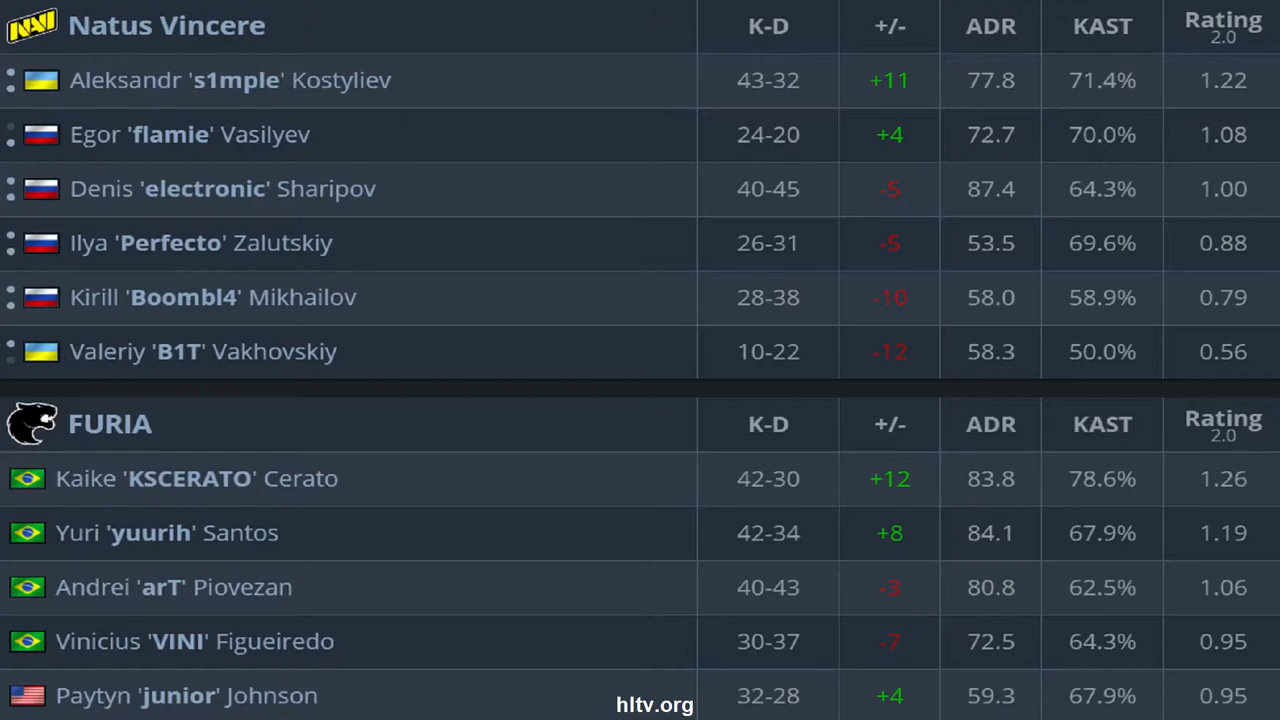 NAVI Natus Vincere K-D +/- ADR KAST Rating 2.0
Aleksandr 's1mple' Kostyliev 43-32 +11 77.8 71.4% 1.22
Egor 'flamie' Vasilyev 24-20 +4 72.7 70.0% 1.08
Denis 'electronic' Sharipov 40-45 -5 87.4 64.3% 1.00
Ilya 'Perfecto' Zalutskiy 26-31 -5 53.5 69.6% 0.88
Kirill 'Boombl4' Mikhailov 28-38 -10 58.0 58.9% 0.79
Valeriy 'B1T' Vakhovskiy 10-22 -12 58.3 50.0% 0.56
FURIA K-D +/- ADR KAST Rating 2.0
Kaike 'KSCERATO' Cerato 42-30 +12 83.8 78.6% 1.26
Yuri 'yuurih' Santos 42-34 +8 84.1 67.9% 1.19
Andrei 'arT' Piovezan 40-43 -3 80.8 62.5% 1.06
Vinicius 'VINI' Figueiredo 30-37 -7 72.5 64.3% 0.95
Paytyn 'junior' Johnson 32-28 +4 59.3 67.9% 0.95
hltv.org